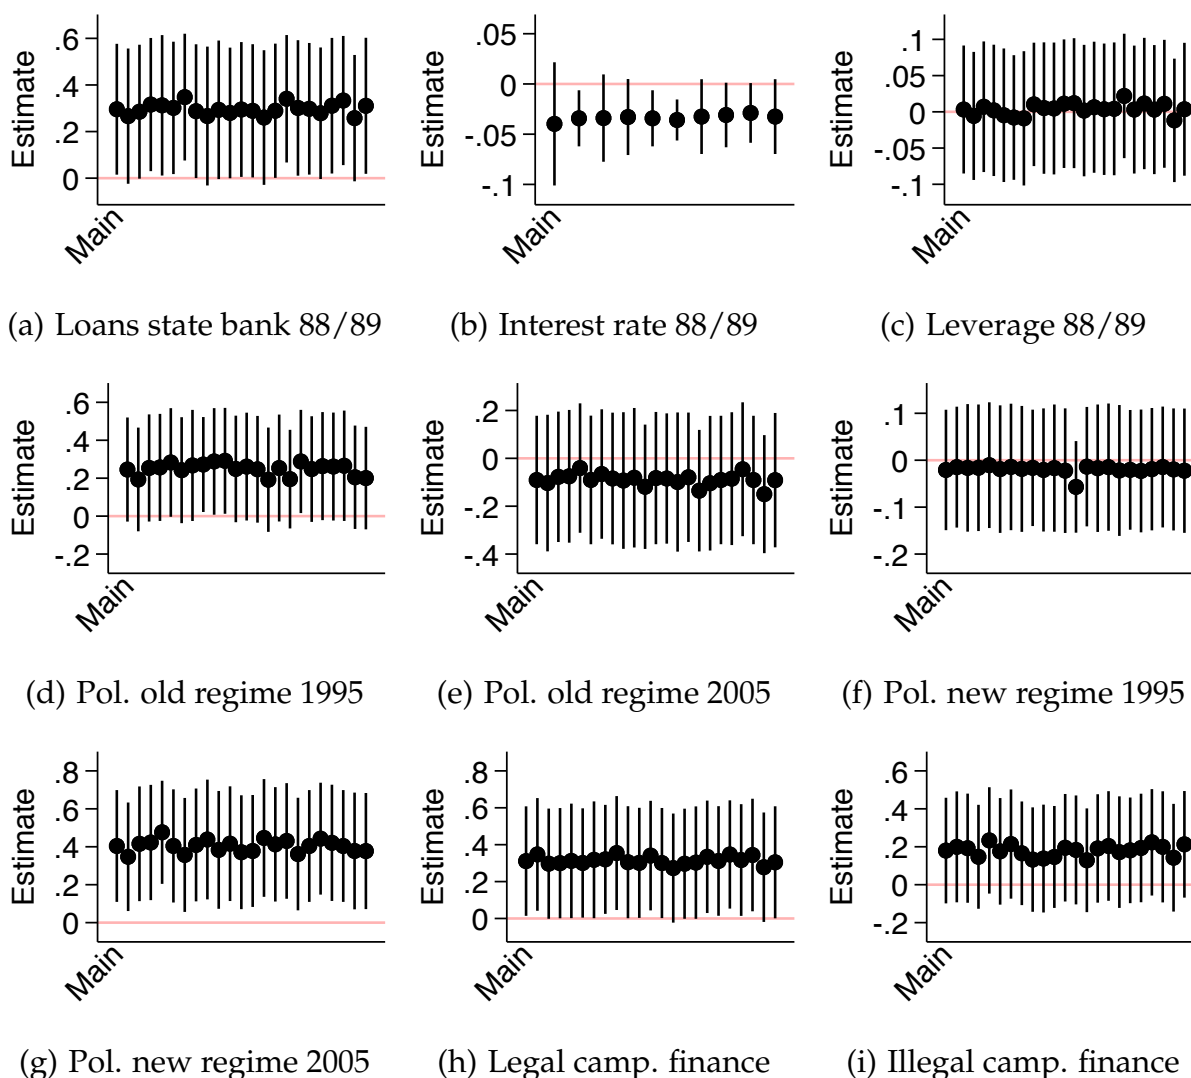 .6
.4
.2
0
Estimate
Main
(a) Loans state bank 88/89
.05
0
-.05
-.1
Estimate
Main
(b) Interest rate 88/89
.1
.05
0
-.05
-.1
Estimate
Main
(c) Leverage 88/89
.6
.4
.2
0
-.2
Estimate
Main
(d) Pol. old regime 1995
.2
0
-.2
-.4
Estimate
Main
(e) Pol. old regime 2005
.1
0
-.1
-.2
Estimate
Main
(f) Pol. new regime 1995
.8
.6
.4
.2
0
Estimate
Main
(g) Pol. new regime 2005
.8
.6
.4
.2
0
Estimate
Main
(h) Legal camp. finance
.6
.4
.2
0
-.2
Estimate
Main
(i) Illegal camp. finance